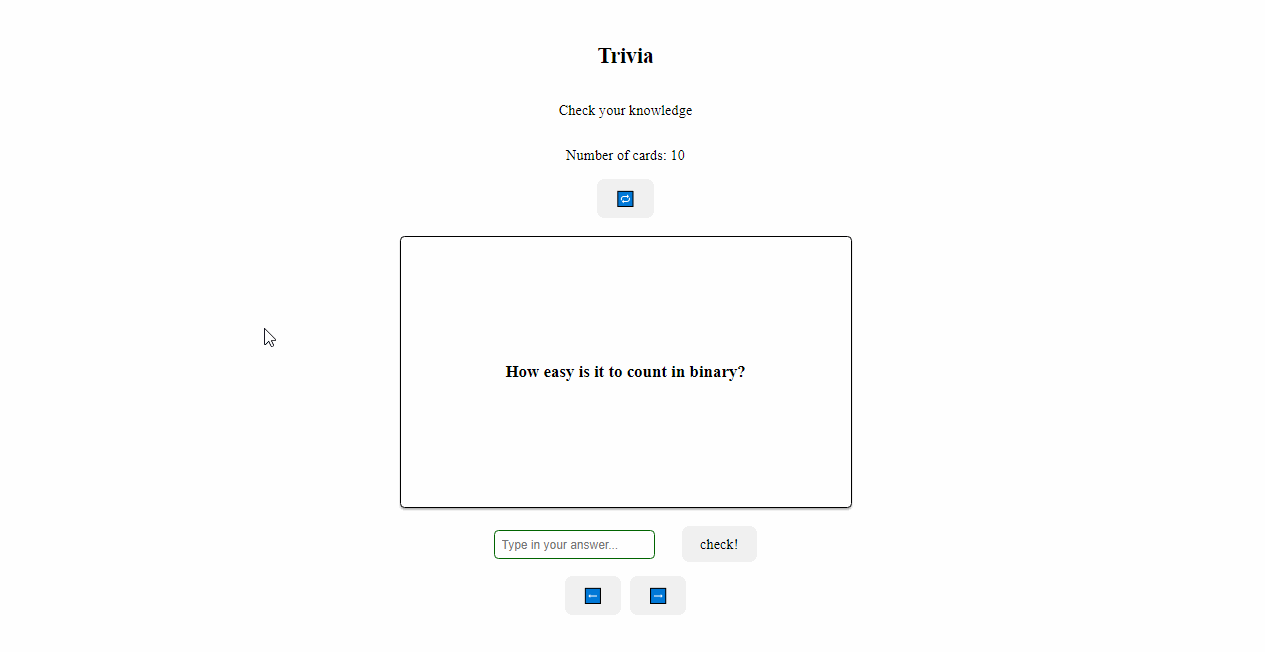 Trivia
Check your knowledge
Number of cards: 10
How easy is it to count in binary?
Type in your answer...
check!